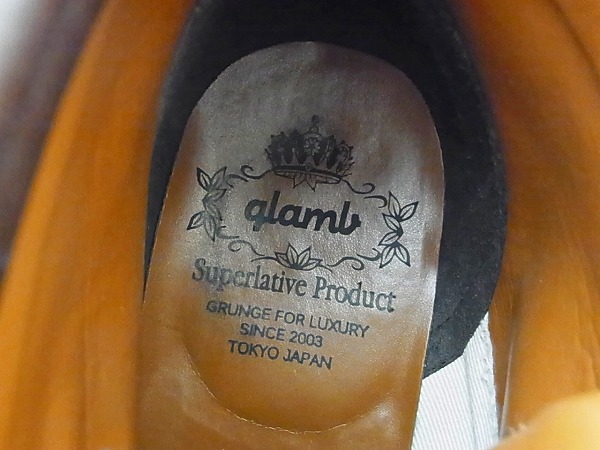 glamb
Superlative Product
GRUNGE FOR LUXURY
SINCE 2003
TOKYO JAPAN